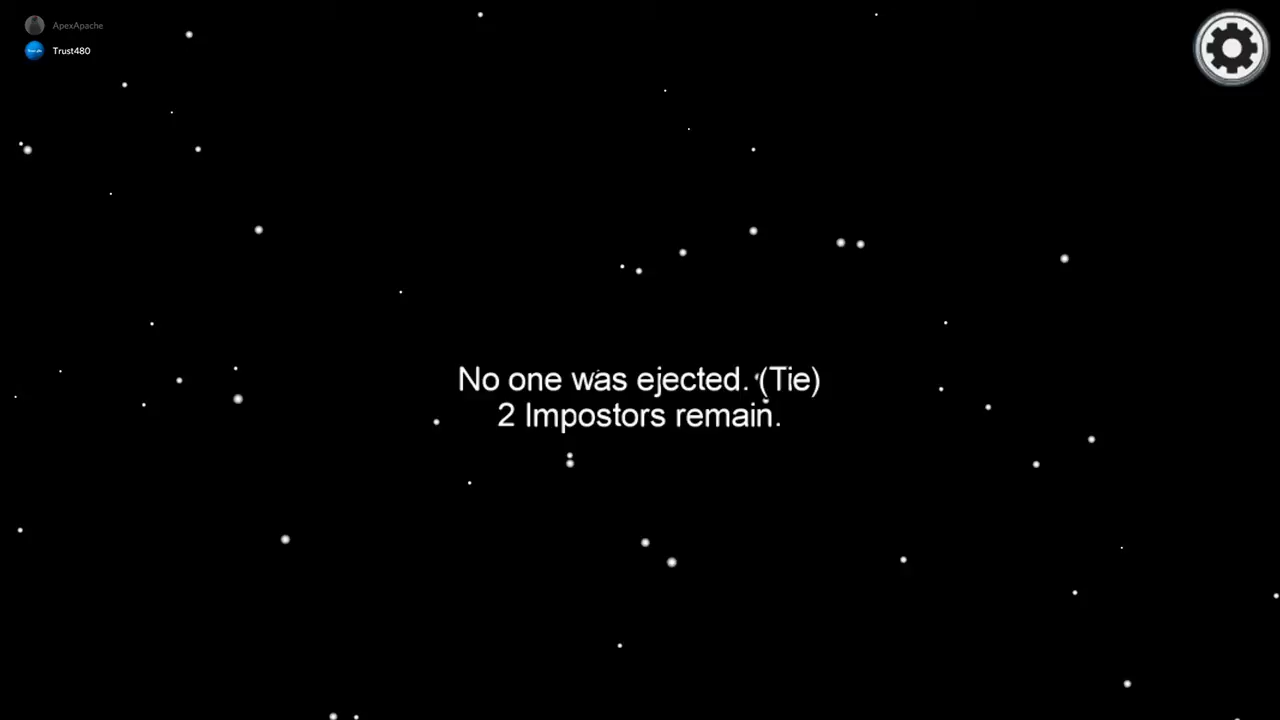 ApexApache
Trust480
No one was ejected. (Tie)
2 Impostors remain.